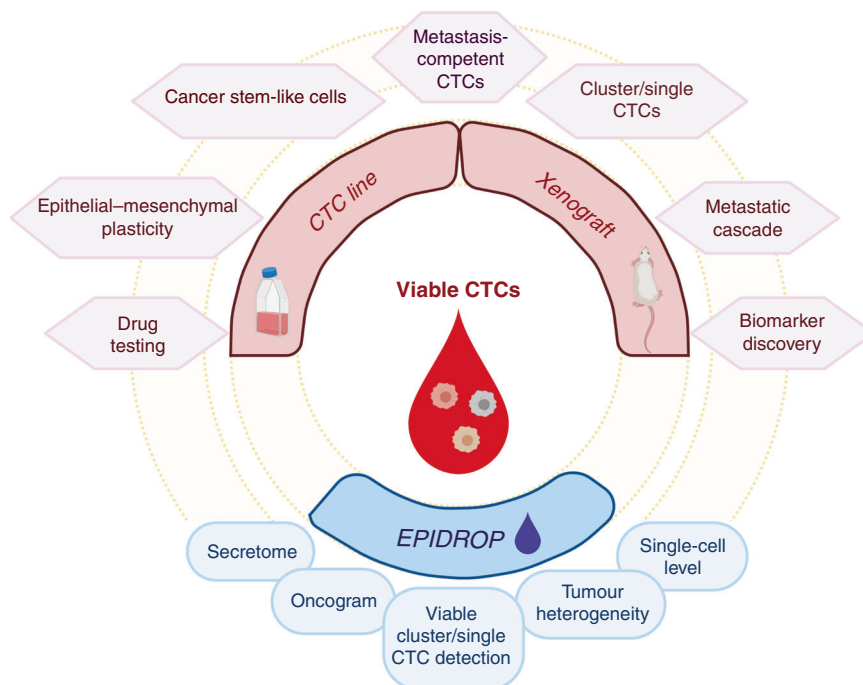 Metastasis-
competent
CTCs
Cancer stem-like cells
Cluster/single
CTCs
CTC line
Xenograft
Epithelial–mesenchymal
plasticity
Metastatic
cascade
Viable CTCs
Drug
testing
Biomarker
discovery
EPIDROP
Secretome
Single-cell
level
Oncogram
Tumour
heterogeneity
Viable
cluster/single
CTC detection